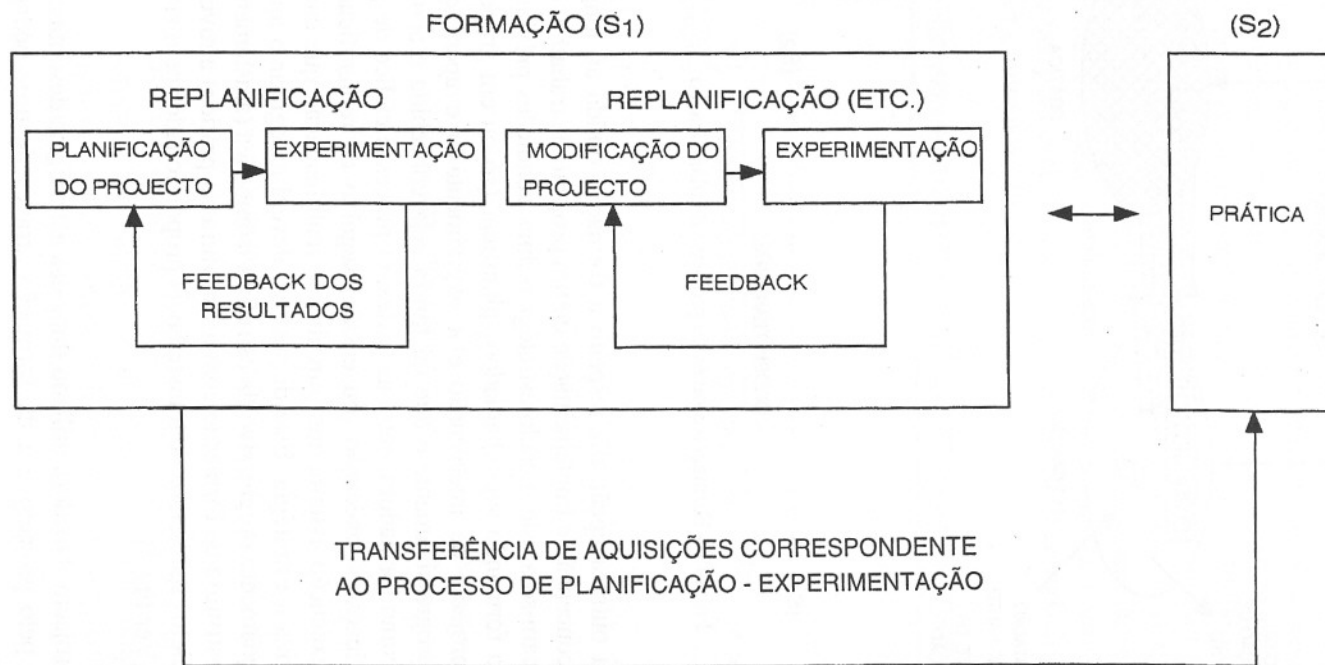 FORMAÇÃO (S1)
(S2)
REPLANIFICAÇÃO
REPLANIFICAÇÃO (ETC.)
PLANIFICAÇÃO
DO PROJECTO
EXPERIMENTAÇÃO
MODIFICAÇÃO DO
PROJECTO
EXPERIMENTAÇÃO
PRÁTICA
FEEDBACK DOS
RESULTADOS
FEEDBACK
TRANSFERÊNCIA DE AQUISIÇÕES CORRESPONDENTE
AO PROCESSO DE PLANIFICAÇÃO - EXPERIMENTAÇÃO